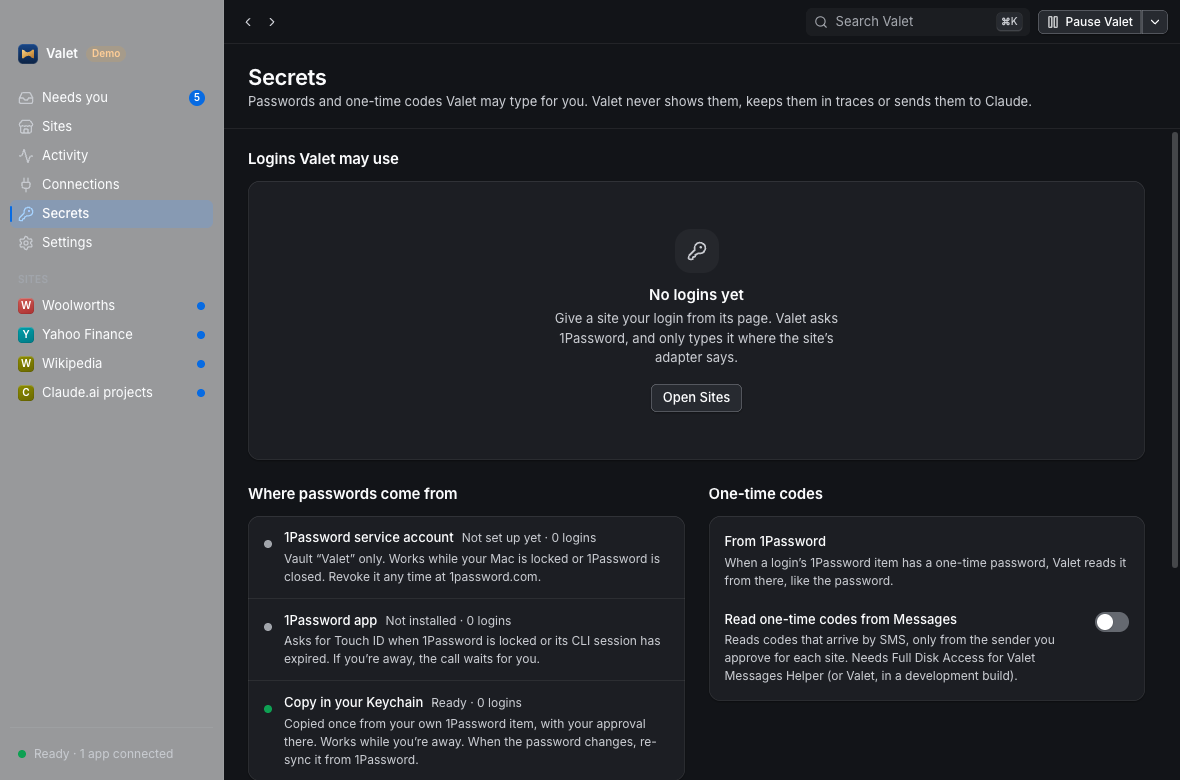 Valet Demo
Needs you 5
Sites
Activity
Connections
Secrets
Settings
SITES
W Woolworths
Y Yahoo Finance
W Wikipedia
C Claude.ai projects
Ready · 1 app connected
Search Valet ⌘K
Pause Valet
Secrets
Passwords and one-time codes Valet may type for you. Valet never shows them, keeps them in traces or sends them to Claude.
Logins Valet may use
No logins yet
Give a site your login from its page. Valet asks
1Password, and only types it where the site’s
adapter says.
Open Sites
Where passwords come from
1Password service account Not set up yet · 0 logins
Vault “Valet” only. Works while your Mac is locked or 1Password is
closed. Revoke it any time at 1password.com.
1Password app Not installed · 0 logins
Asks for Touch ID when 1Password is locked or its CLI session has
expired. If you’re away, the call waits for you.
Copy in your Keychain Ready · 0 logins
Copied once from your own 1Password item, with your approval
there. Works while you’re away. When the password changes, re-
sync it from 1Password.
One-time codes
From 1Password
When a login’s 1Password item has a one-time password, Valet reads it
from there, like the password.
Read one-time codes from Messages
Reads codes that arrive by SMS, only from the sender you
approve for each site. Needs Full Disk Access for Valet
Messages Helper (or Valet, in a development build).